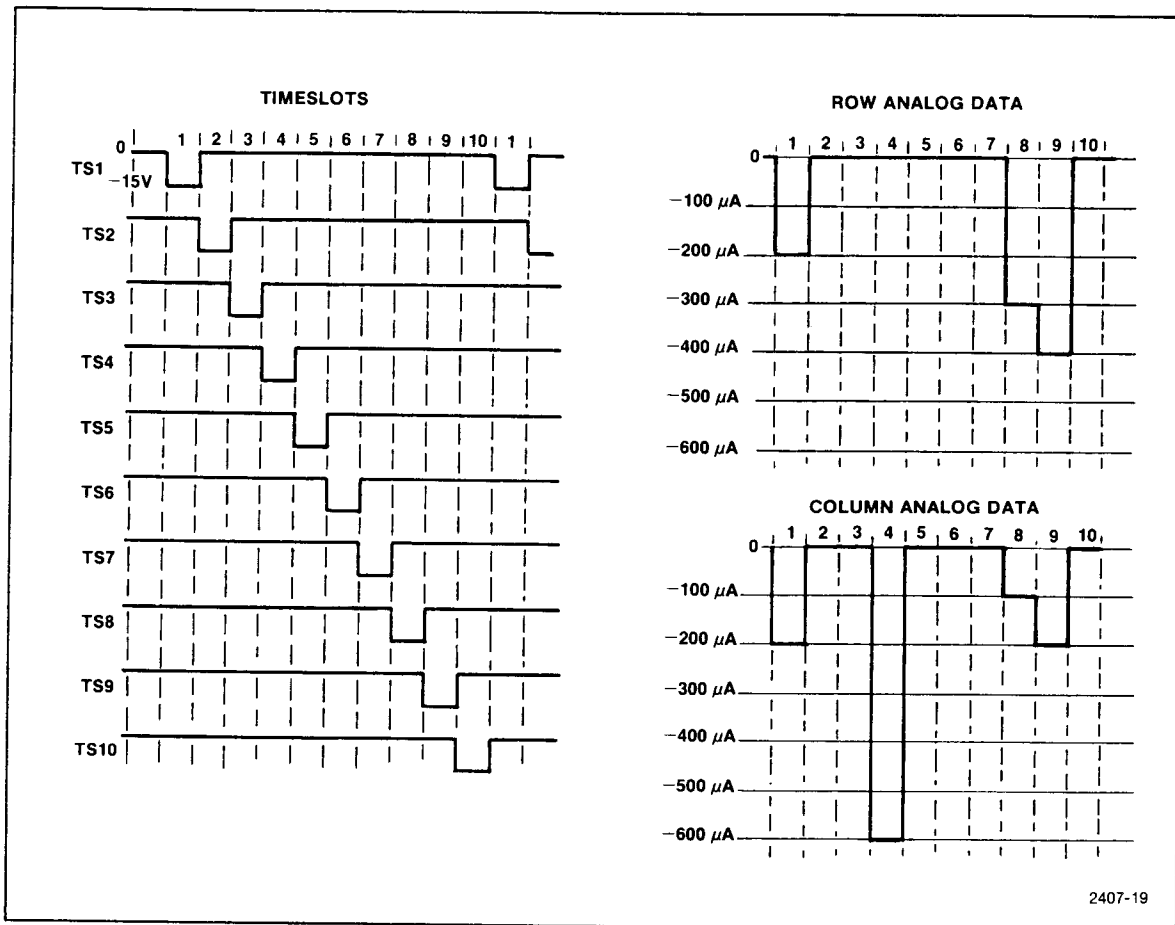 TIMESLOTS
1 2 3 4 5 6 7 8 9 10 1
0
TS1
−15V
TS2
TS3
TS4
TS5
TS6
TS7
TS8
TS9
TS10
ROW ANALOG DATA
1 2 3 4 5 6 7 8 9 10
0
−100 μA
−200 μA
−300 μA
−400 μA
−500 μA
−600 μA
COLUMN ANALOG DATA
1 2 3 4 5 6 7 8 9 10
0
−100 μA
−200 μA
−300 μA
−400 μA
−500 μA
−600 μA
2407-19